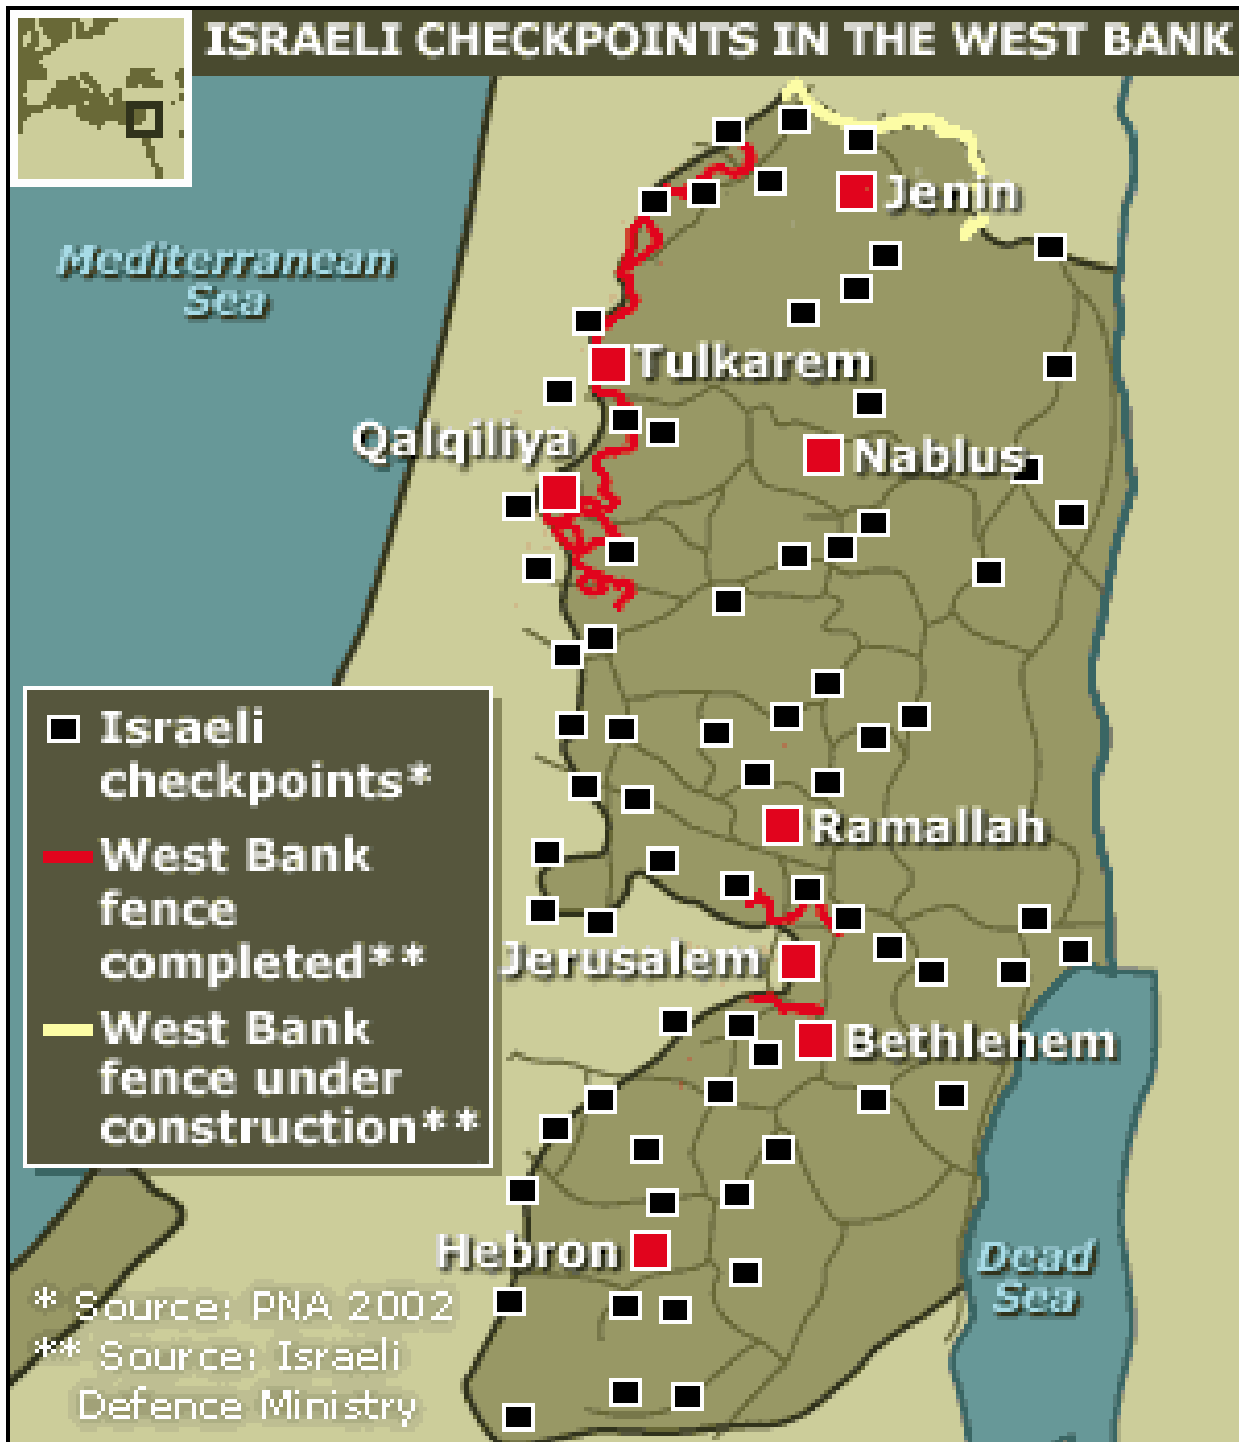 ISRAELI CHECKPOINTS IN THE WEST BANK
Jenin
Mediterranean
Sea
Tulkarem
Qalqiliya
Nablus
Israeli
checkpoints*
Ramallah
West Bank
fence
completed**
Jerusalem
West Bank
fence under
construction**
Bethlehem
Hebron
Dead
Sea
* Source: PNA 2002
** Source: Israeli
Defence Ministry